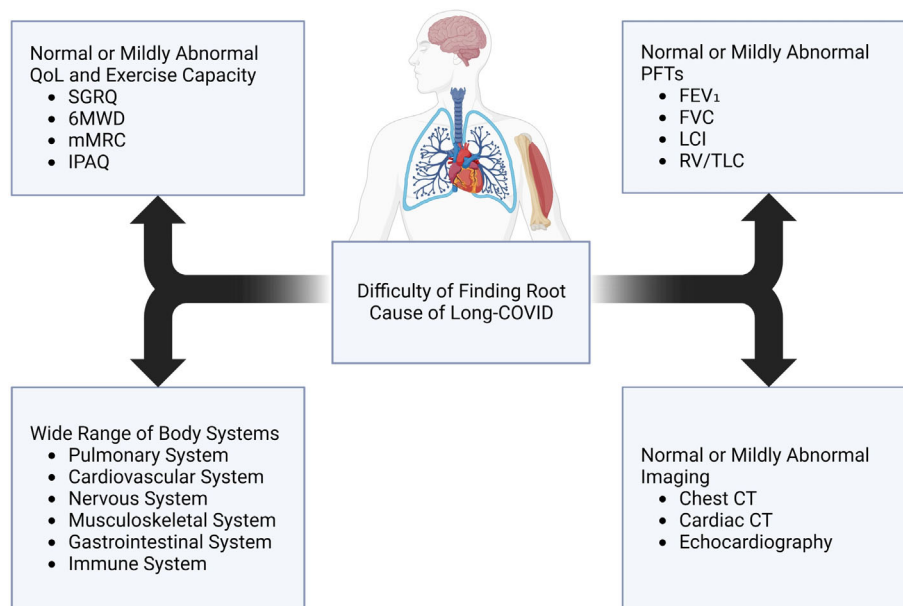 Normal or Mildly Abnormal
QoL and Exercise Capacity
• SGRQ
• 6MWD
• mMRC
• IPAQ
Normal or Mildly Abnormal
PFTs
• FEV₁
• FVC
• LCI
• RV/TLC
Difficulty of Finding Root
Cause of Long-COVID
Wide Range of Body Systems
• Pulmonary System
• Cardiovascular System
• Nervous System
• Musculoskeletal System
• Gastrointestinal System
• Immune System
Normal or Mildly Abnormal
Imaging
• Chest CT
• Cardiac CT
• Echocardiography